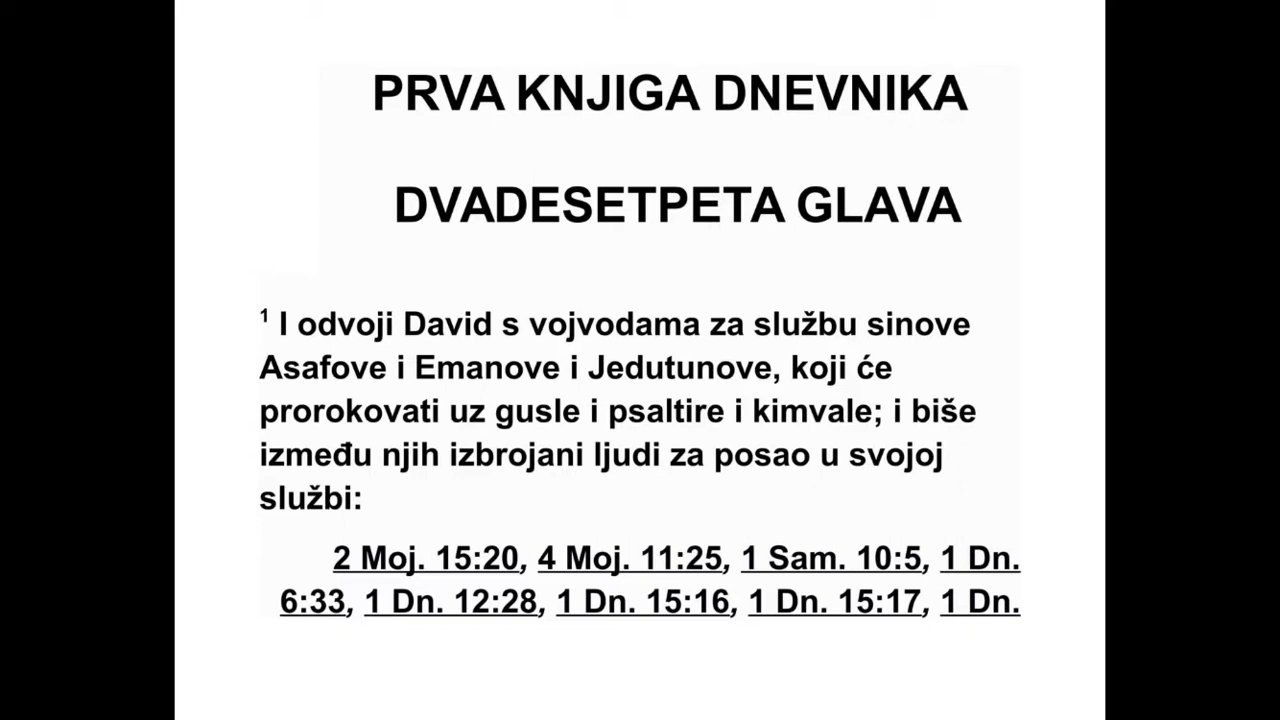 PRVA KNJIGA DNEVNIKA
DVADESETPETA GLAVA
¹ I odvoji David s vojvodama za službu sinove
Asafove i Emanove i Jedutunove, koji će
prorokovati uz gusle i psaltire i kimvale; i biše
između njih izbrojani ljudi za posao u svojoj
službi:
2 Moj. 15:20, 4 Moj. 11:25, 1 Sam. 10:5, 1 Dn.
6:33, 1 Dn. 12:28, 1 Dn. 15:16, 1 Dn. 15:17, 1 Dn.